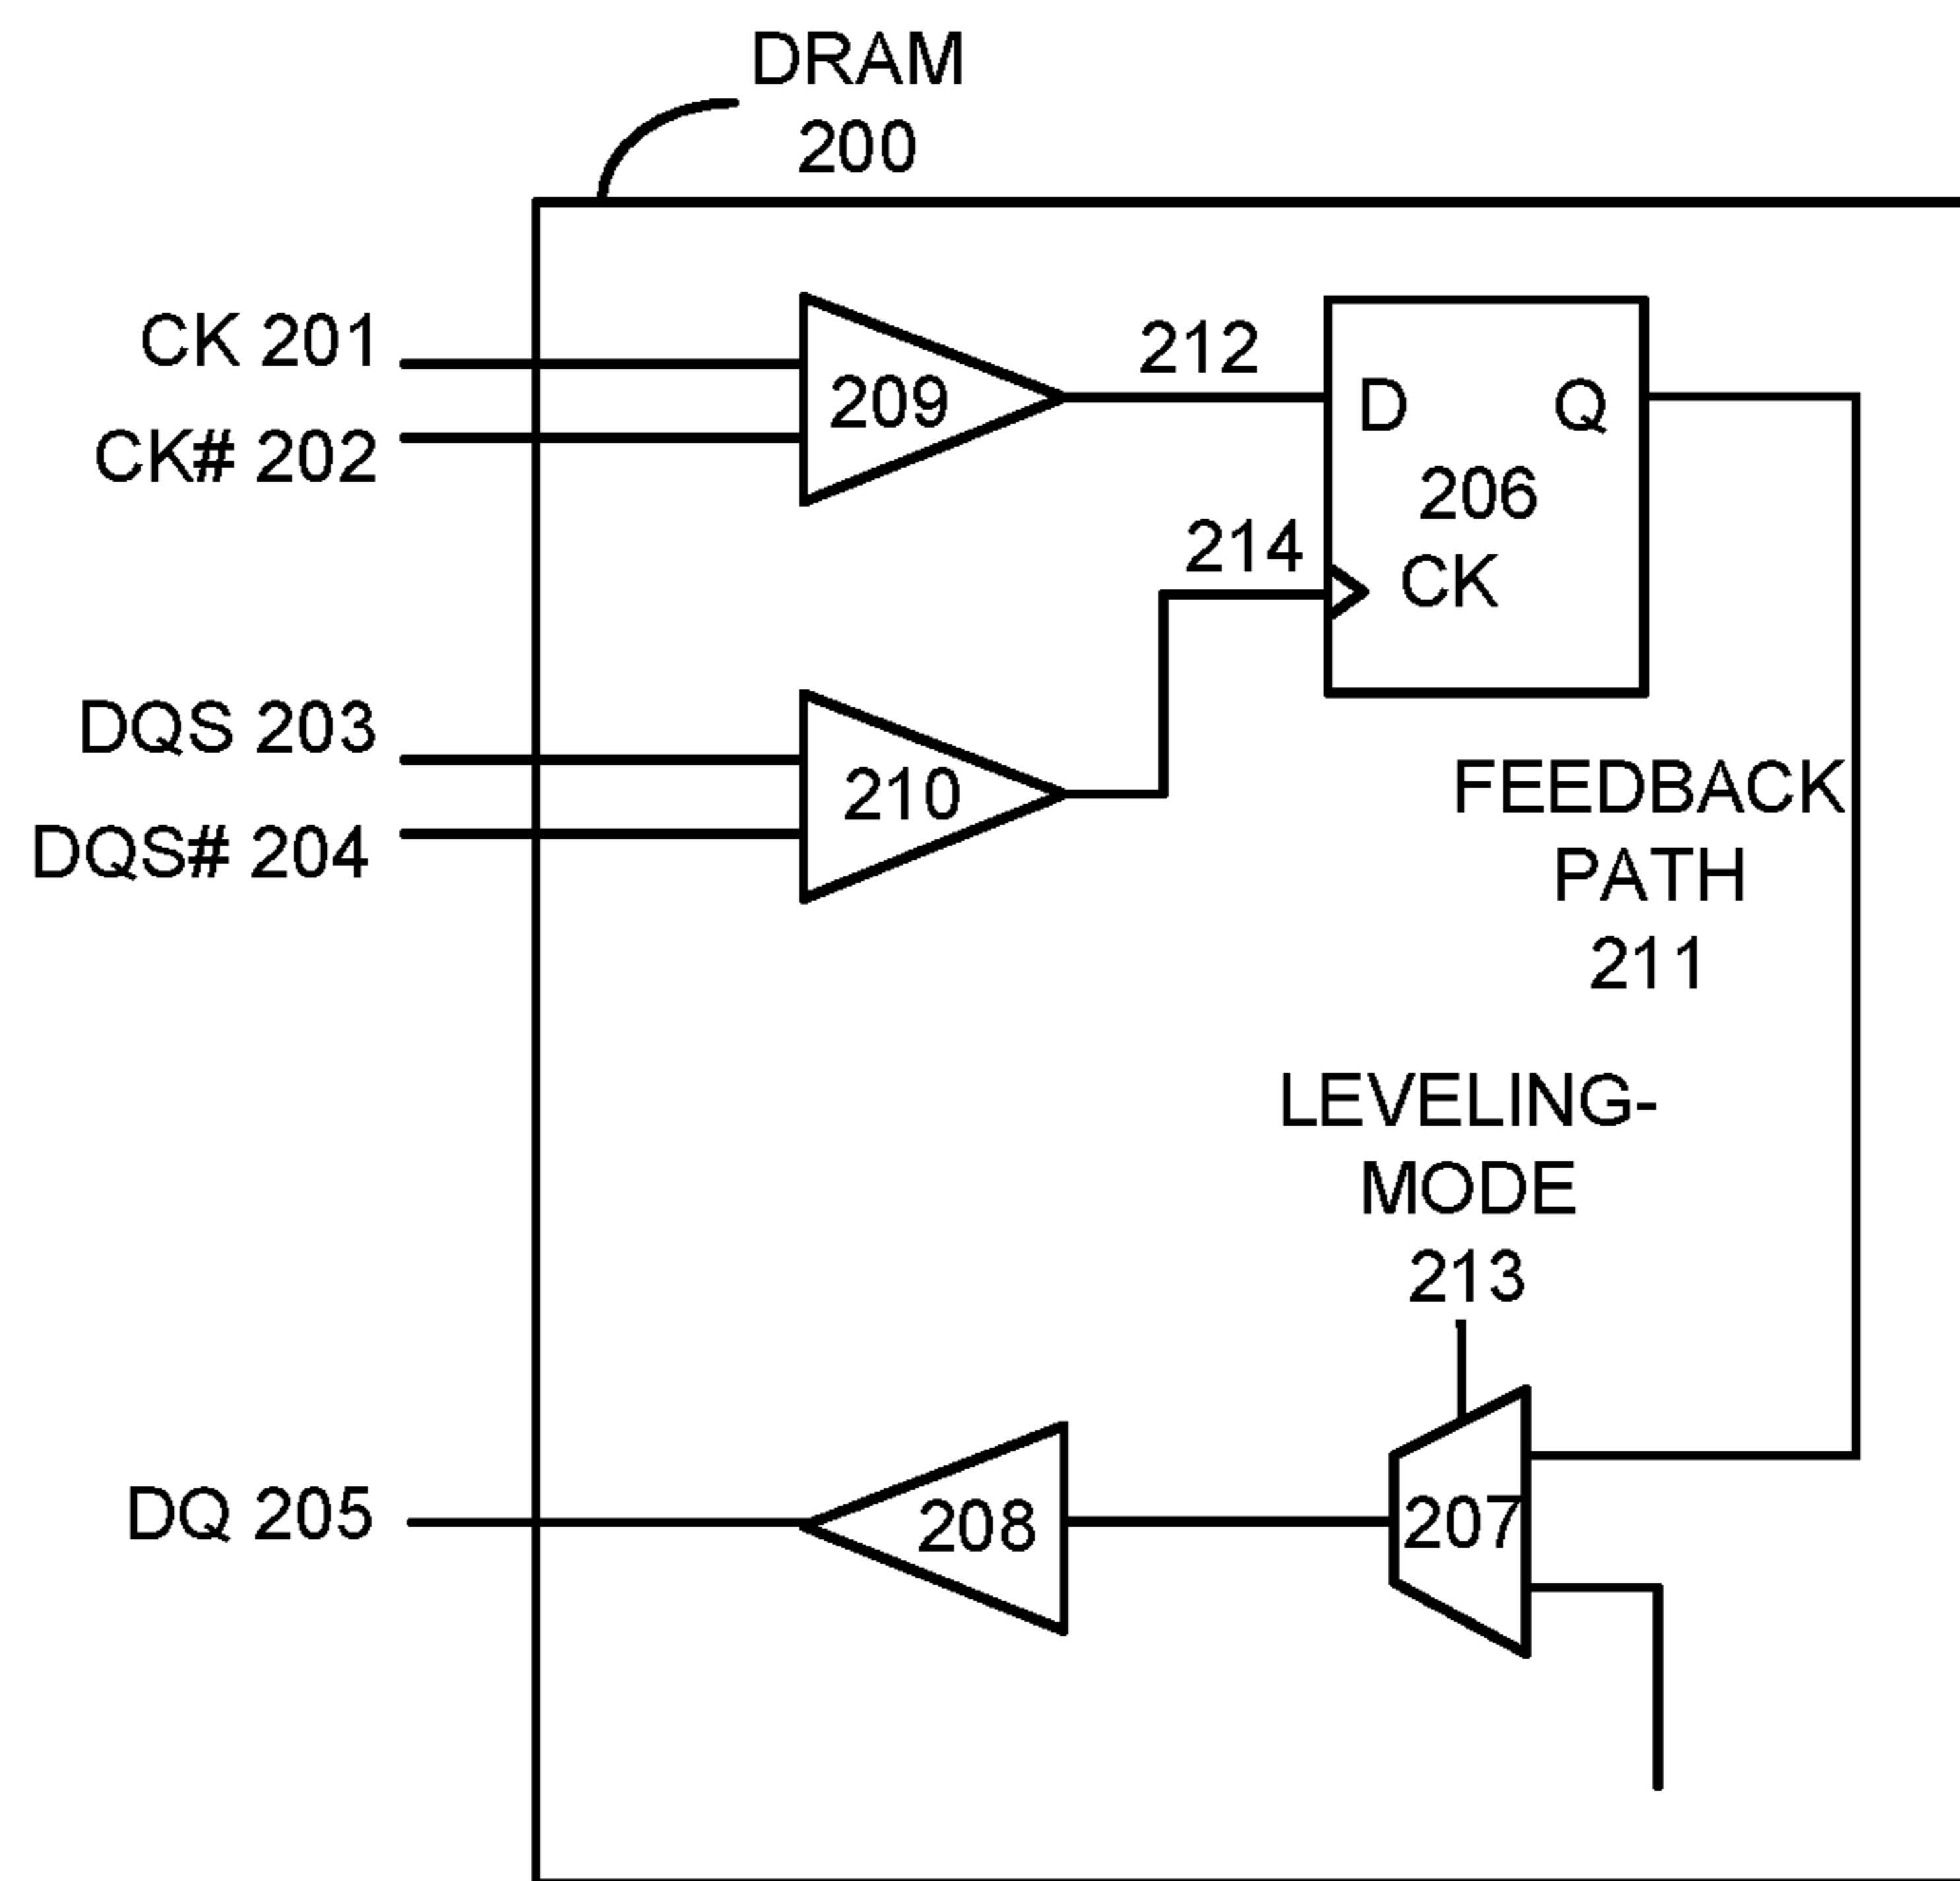 DRAM
200
CK 201
CK# 202
209
212
D Q
206
CK
214
DQS 203
DQS# 204
210
FEEDBACK
PATH
211
LEVELING-
MODE
213
DQ 205
208
207